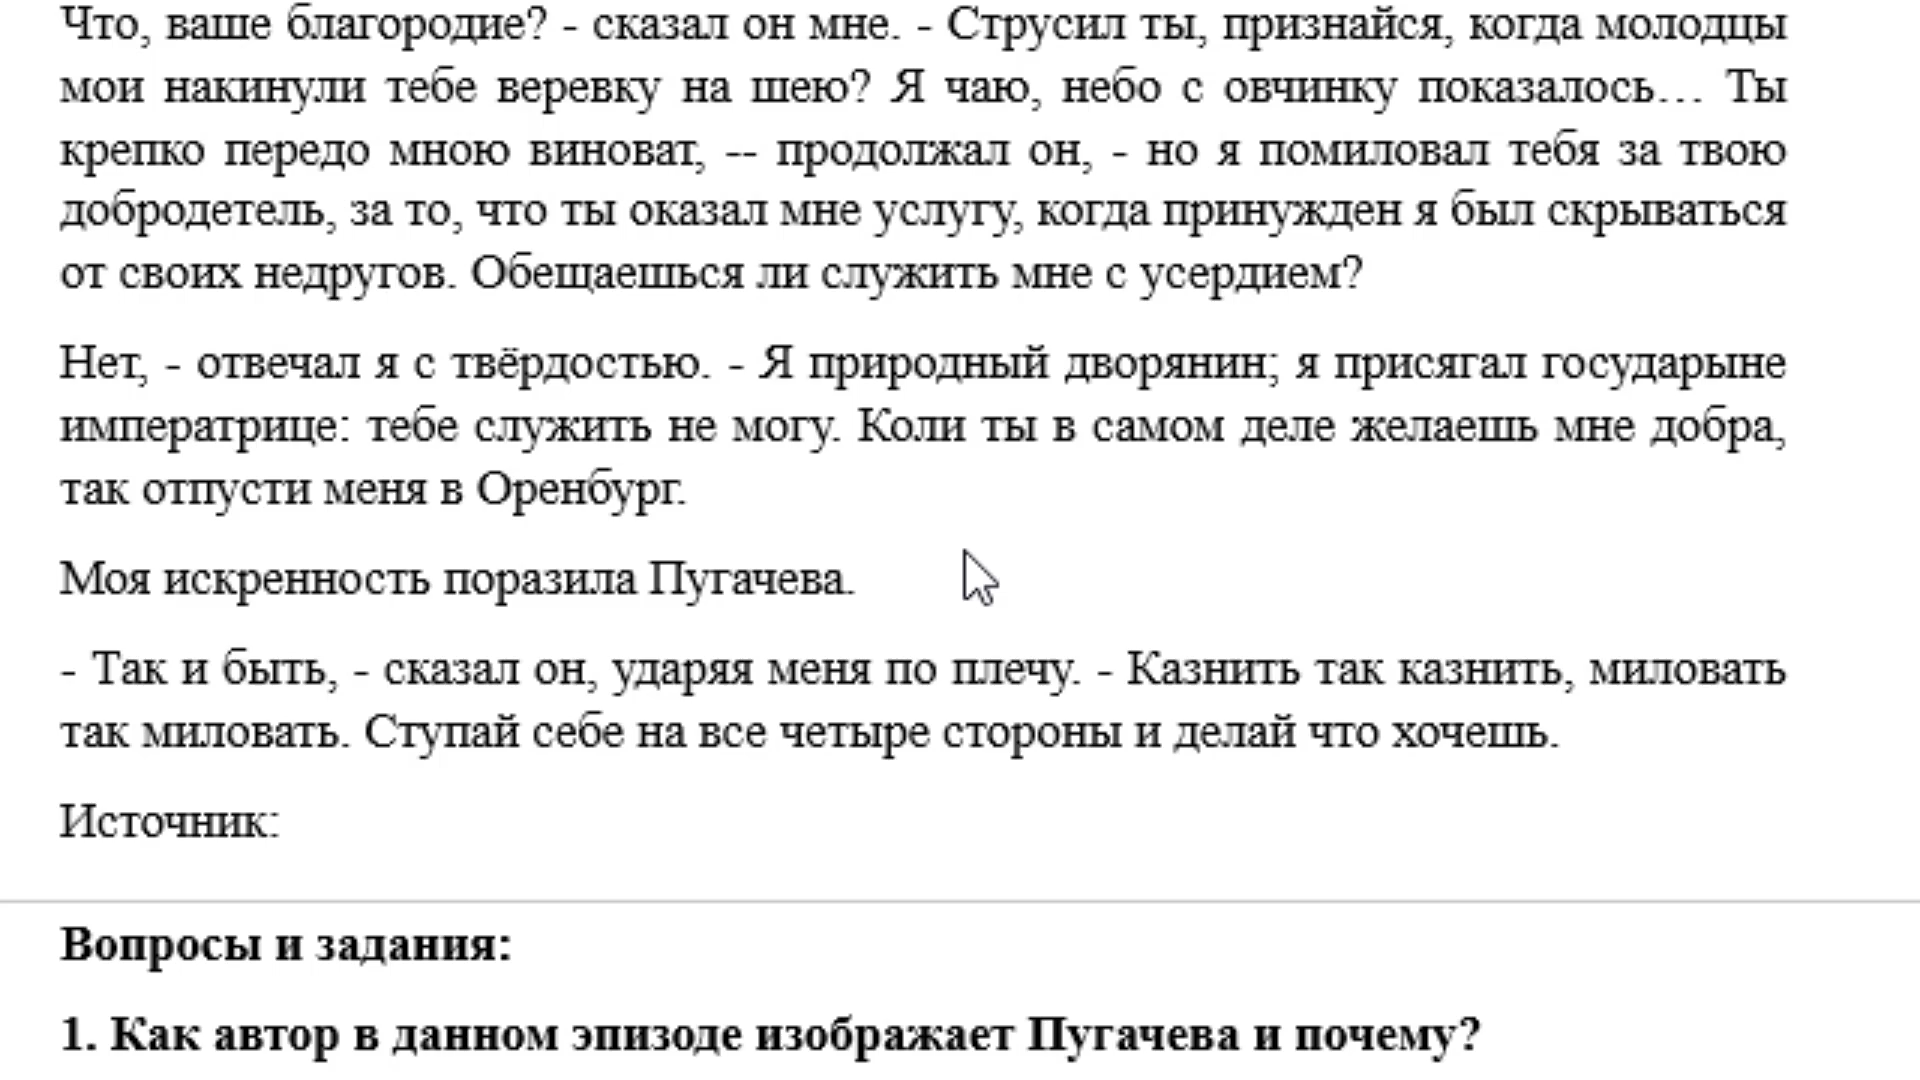 Что, ваше благородие? - сказал он мне. - Струсил ты, признайся, когда молодцы
мои накинули тебе веревку на шею? Я чаю, небо с овчинку показалось… Ты
крепко передо мною виноват, -- продолжал он, - но я помиловал тебя за твою
добродетель, за то, что ты оказал мне услугу, когда принужден я был скрываться
от своих недругов. Обещаешься ли служить мне с усердием?
Нет, - отвечал я с твёрдостью. - Я природный дворянин; я присягал государыне
императрице: тебе служить не могу. Коли ты в самом деле желаешь мне добра,
так отпусти меня в Оренбург.
Моя искренность поразила Пугачева.
- Так и быть, - сказал он, ударяя меня по плечу. - Казнить так казнить, миловать
так миловать. Ступай себе на все четыре стороны и делай что хочешь.
Источник:
Вопросы и задания:
1. Как автор в данном эпизоде изображает Пугачева и почему?